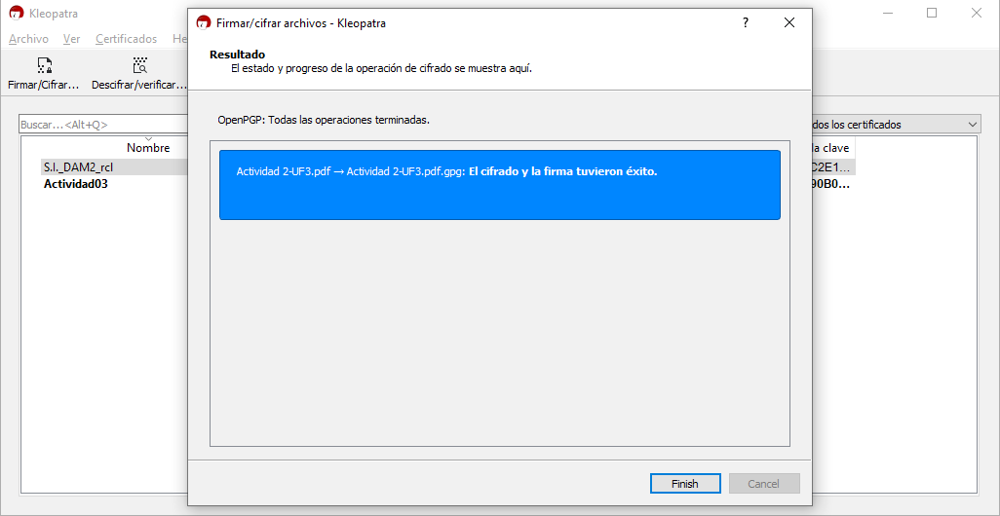 Kleopatra
Archivo Ver Certificados He
Firmar/Cifrar... Descifrar/verificar...
Buscar...<Alt+Q>
dos los certificados
Nombre
la clave
S.I._DAM2_rcl
C2E1...
Actividad03
90B0...
Firmar/cifrar archivos - Kleopatra
?
Resultado
El estado y progreso de la operación de cifrado se muestra aquí.
OpenPGP: Todas las operaciones terminadas.
Actividad 2-UF3.pdf → Actividad 2-UF3.pdf.gpg: El cifrado y la firma tuvieron éxito.
Finish Cancel